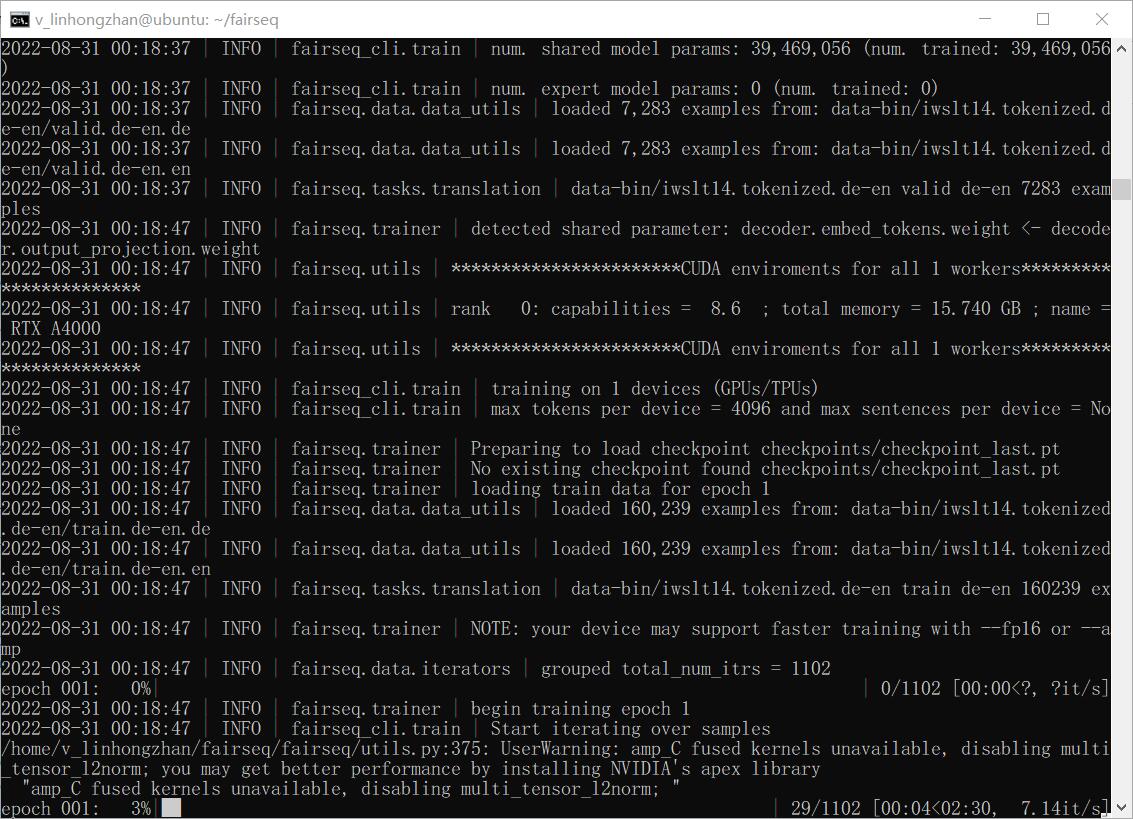 v_linhongzhan@ubuntu: ~/fairseq
2022-08-31 00:18:37 | INFO | fairseq_cli.train | num. shared model params: 39,469,056 (num. trained: 39,469,056
)
2022-08-31 00:18:37 | INFO | fairseq_cli.train | num. expert model params: 0 (num. trained: 0)
2022-08-31 00:18:37 | INFO | fairseq.data.data_utils | loaded 7,283 examples from: data-bin/iwslt14.tokenized.d
e-en/valid.de-en.de
2022-08-31 00:18:37 | INFO | fairseq.data.data_utils | loaded 7,283 examples from: data-bin/iwslt14.tokenized.d
e-en/valid.de-en.en
2022-08-31 00:18:37 | INFO | fairseq.tasks.translation | data-bin/iwslt14.tokenized.de-en valid de-en 7283 exam
ples
2022-08-31 00:18:47 | INFO | fairseq.trainer | detected shared parameter: decoder.embed_tokens.weight <- decode
r.output_projection.weight
2022-08-31 00:18:47 | INFO | fairseq.utils | ***********************CUDA enviroments for all 1 workers*********
**************
2022-08-31 00:18:47 | INFO | fairseq.utils | rank   0: capabilities =  8.6  ; total memory = 15.740 GB ; name =
 RTX A4000
2022-08-31 00:18:47 | INFO | fairseq.utils | ***********************CUDA enviroments for all 1 workers*********
**************
2022-08-31 00:18:47 | INFO | fairseq_cli.train | training on 1 devices (GPUs/TPUs)
2022-08-31 00:18:47 | INFO | fairseq_cli.train | max tokens per device = 4096 and max sentences per device = No
ne
2022-08-31 00:18:47 | INFO | fairseq.trainer | Preparing to load checkpoint checkpoints/checkpoint_last.pt
2022-08-31 00:18:47 | INFO | fairseq.trainer | No existing checkpoint found checkpoints/checkpoint_last.pt
2022-08-31 00:18:47 | INFO | fairseq.trainer | loading train data for epoch 1
2022-08-31 00:18:47 | INFO | fairseq.data.data_utils | loaded 160,239 examples from: data-bin/iwslt14.tokenized
.de-en/train.de-en.de
2022-08-31 00:18:47 | INFO | fairseq.data.data_utils | loaded 160,239 examples from: data-bin/iwslt14.tokenized
.de-en/train.de-en.en
2022-08-31 00:18:47 | INFO | fairseq.tasks.translation | data-bin/iwslt14.tokenized.de-en train de-en 160239 ex
amples
2022-08-31 00:18:47 | INFO | fairseq.trainer | NOTE: your device may support faster training with --fp16 or --a
mp
2022-08-31 00:18:47 | INFO | fairseq.data.iterators | grouped total_num_itrs = 1102
epoch 001:   0%| | 0/1102 [00:00<?, ?it/s]
2022-08-31 00:18:47 | INFO | fairseq.trainer | begin training epoch 1
2022-08-31 00:18:47 | INFO | fairseq_cli.train | Start iterating over samples
/home/v_linhongzhan/fairseq/fairseq/utils.py:375: UserWarning: amp_C fused kernels unavailable, disabling multi
_tensor_l2norm; you may get better performance by installing NVIDIA's apex library
  "amp_C fused kernels unavailable, disabling multi_tensor_l2norm; "
epoch 001:   3%| | 29/1102 [00:04<02:30,  7.14it/s]